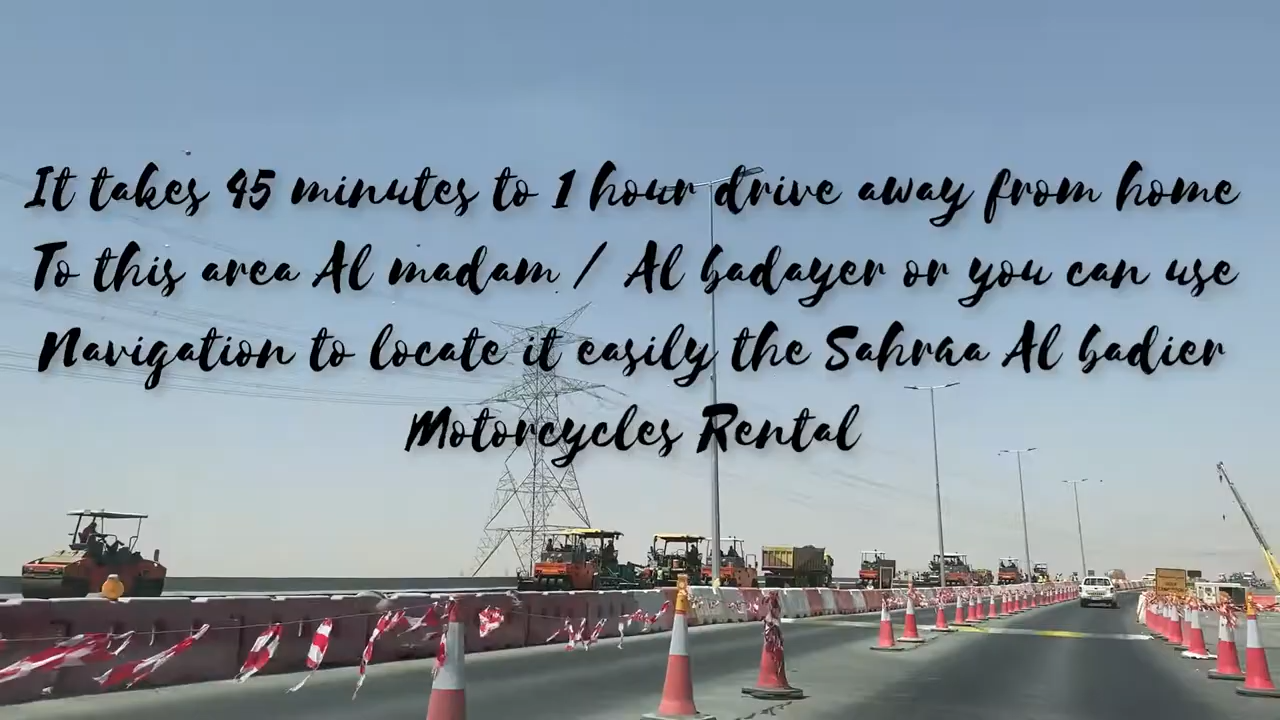 It takes 45 minutes to 1 hour drive away from home
To this area Al madam / Al badayer or you can use
Navigation to locate it easily the Sahraa Al badier
Motorcycles Rental